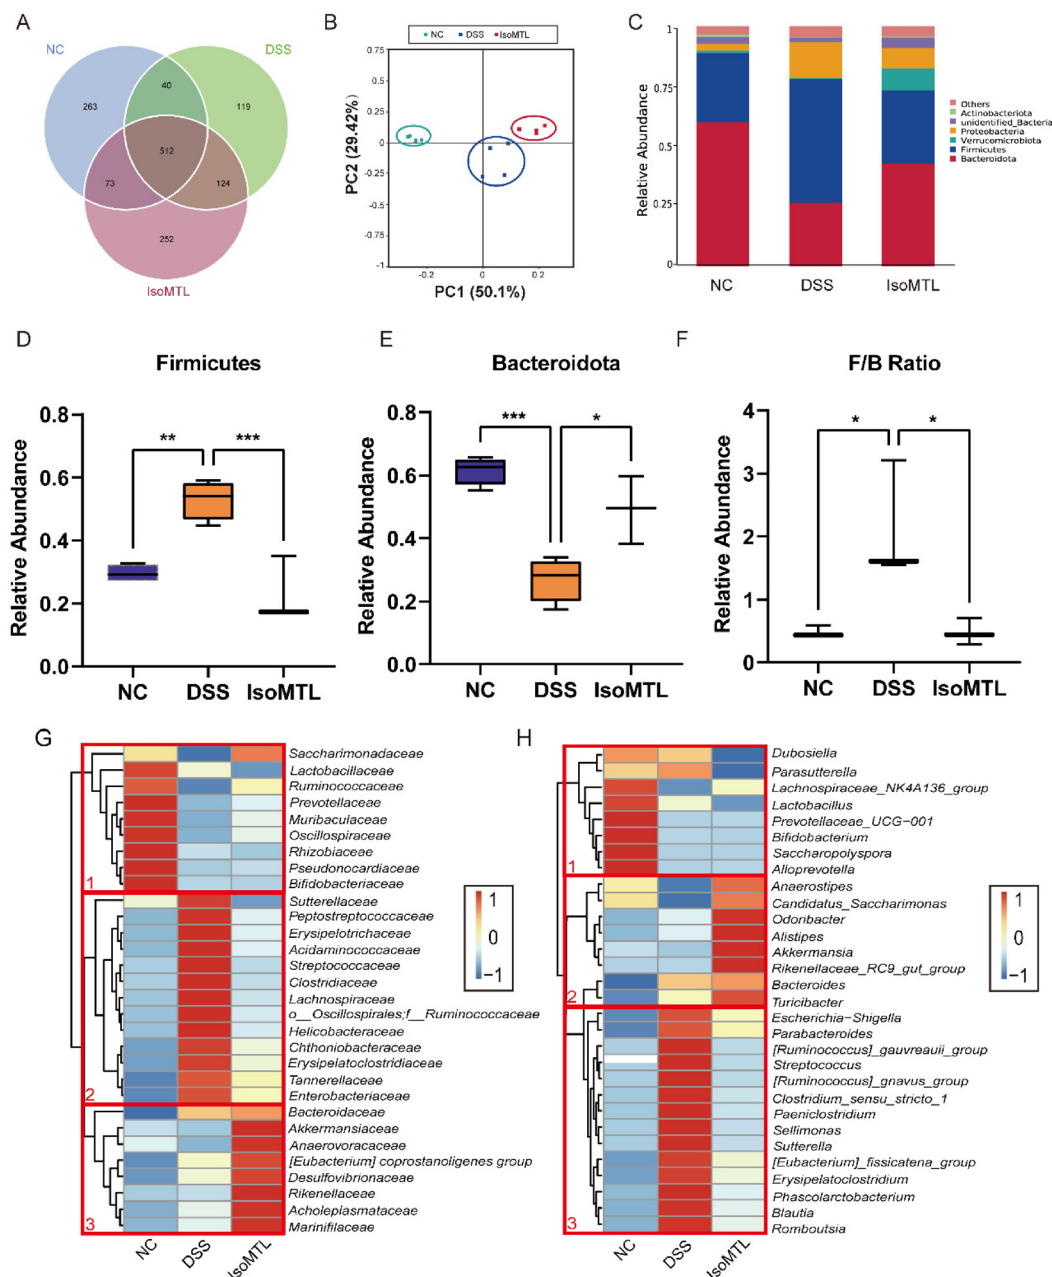 A
NC
DSS
263
40
119
512
73
124
252
IsoMTL
B
NC DSS IsoMTL
0.75
0.5
0.25
0
-0.25
-0.5
-0.75
-1
-0.2 0 0.2
PC2 (29.42%)
PC1 (50.1%)
C
Relative Abundance
1
0.75
0.5
0.25
0
NC DSS IsoMTL
Others
Actinobacteriota
unidentified_Bacteria
Proteobacteria
Verrucomicrobiota
Firmicutes
Bacteroidota
D
Firmicutes
Relative Abundance
0.8
0.6
0.4
0.2
0.0
** ***
NC DSS IsoMTL
E
Bacteroidota
Relative Abundance
0.8
0.6
0.4
0.2
0.0
*** *
NC DSS IsoMTL
F
F/B Ratio
Relative Abundance
4
3
2
1
0
* *
NC DSS IsoMTL
G
Saccharimonadaceae
Lactobacillaceae
Ruminococcaceae
Prevotellaceae
Muribaculaceae
Oscillospiraceae
Rhizobiaceae
Pseudonocardiaceae
Bifidobacteriaceae
1
Sutterellaceae
Peptostreptococcaceae
Erysipelotrichaceae
Acidaminococcaceae
Streptococcaceae
Clostridiaceae
Lachnospiraceae
o__Oscillospirales;f__Ruminococcaceae
Helicobacteraceae
Chthoniobacteraceae
Erysipelatoclostridiaceae
Tannerellaceae
Enterobacteriaceae
2
Bacteroidaceae
Akkermansiaceae
Anaerovoracaceae
[Eubacterium] coprostanoligenes group
Desulfovibrionaceae
Rikenellaceae
Acholeplasmataceae
Marinifilaceae
3
NC DSS IsoMTL
1
0
−1
H
Dubosiella
Parasutterella
Lachnospiraceae_NK4A136_group
Lactobacillus
Prevotellaceae_UCG−001
Bifidobacterium
Saccharopolyspora
Alloprevotella
1
Anaerostipes
Candidatus_Saccharimonas
Odoribacter
Alistipes
Akkermansia
Rikenellaceae_RC9_gut_group
Bacteroides
Turicibacter
2
Escherichia−Shigella
Parabacteroides
[Ruminococcus]_gauvreauii_group
Streptococcus
[Ruminococcus]_gnavus_group
Clostridium_sensu_stricto_1
Paeniclostridium
Sellimonas
Sutterella
[Eubacterium]_fissicatena_group
Erysipelatoclostridium
Phascolarctobacterium
Blautia
Romboutsia
3
NC DSS IsoMTL
1
0
−1